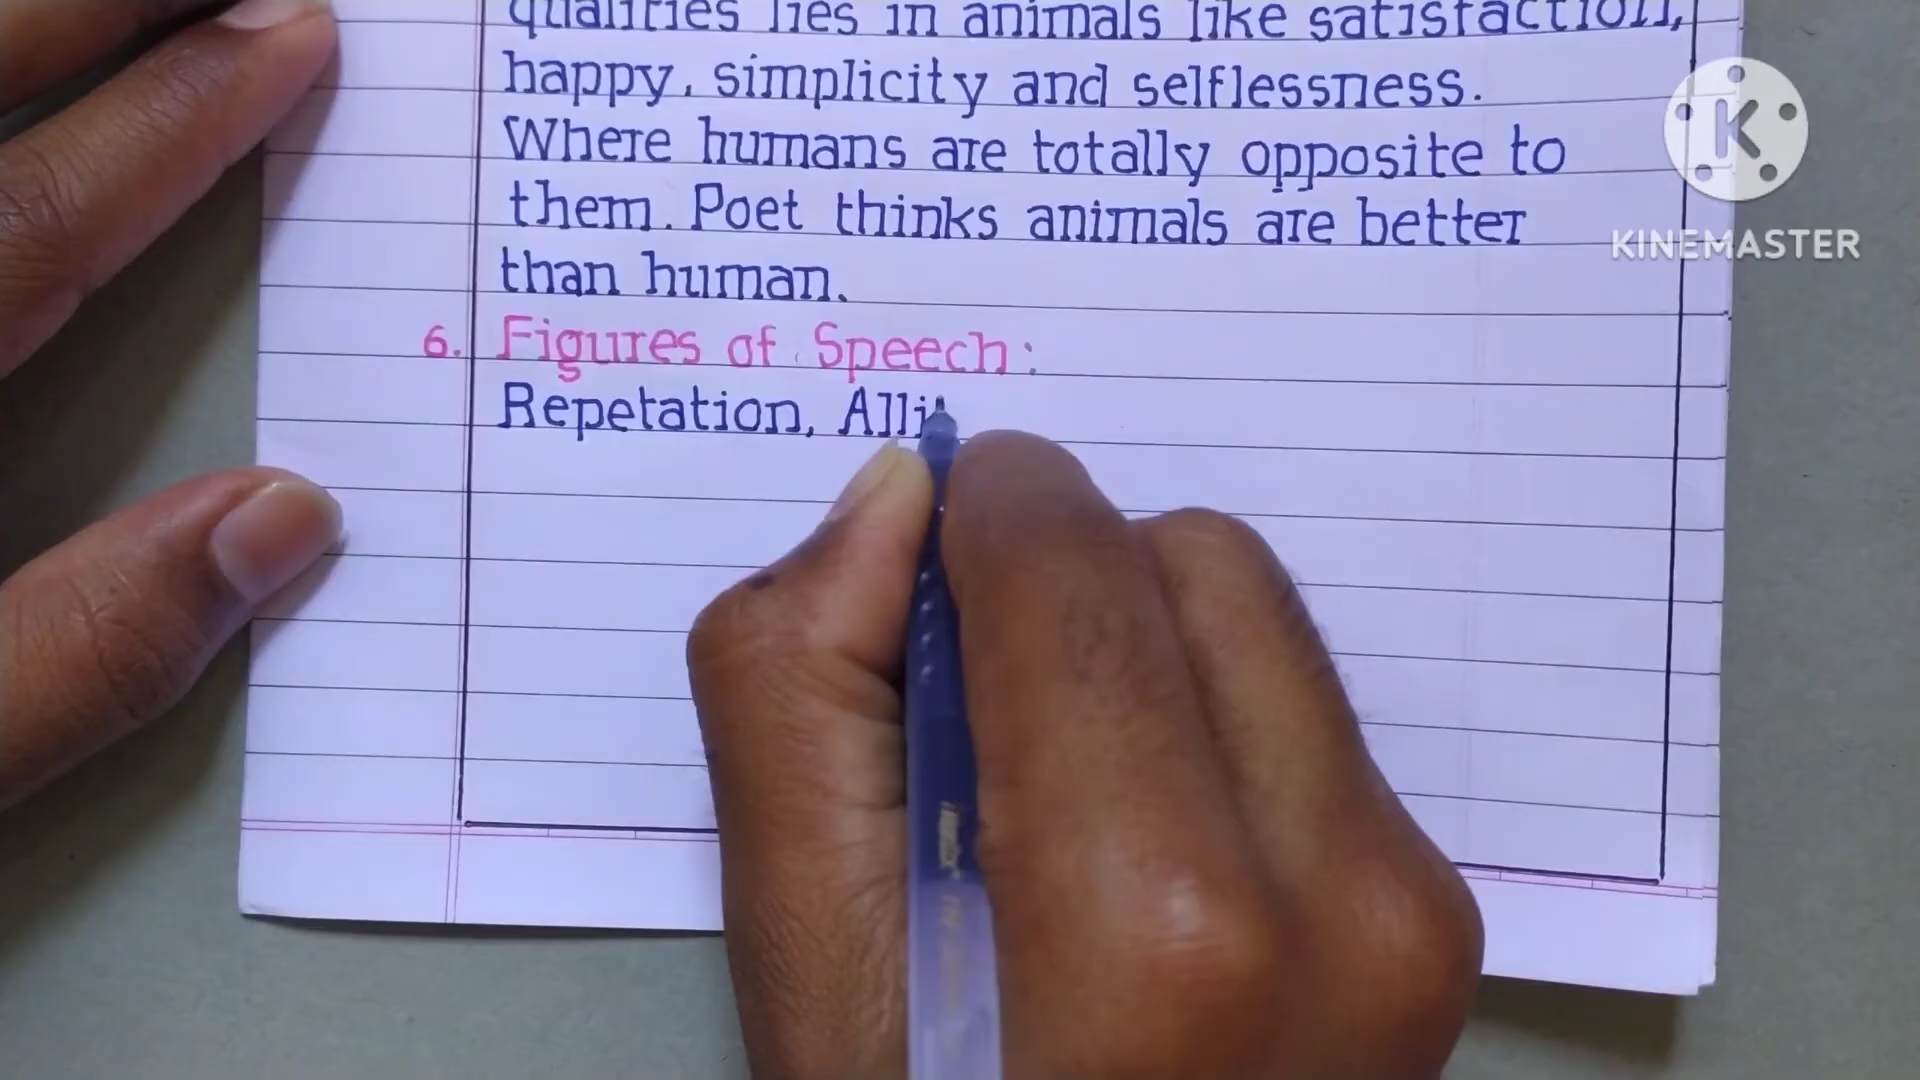 qualities lies in animals like satisfaction,
happy, simplicity and selflessness.
Where humans are totally opposite to
them. Poet thinks animals are better
than human.
6. Figures of Speech:
Repetation, Alli
K
KINEMASTER